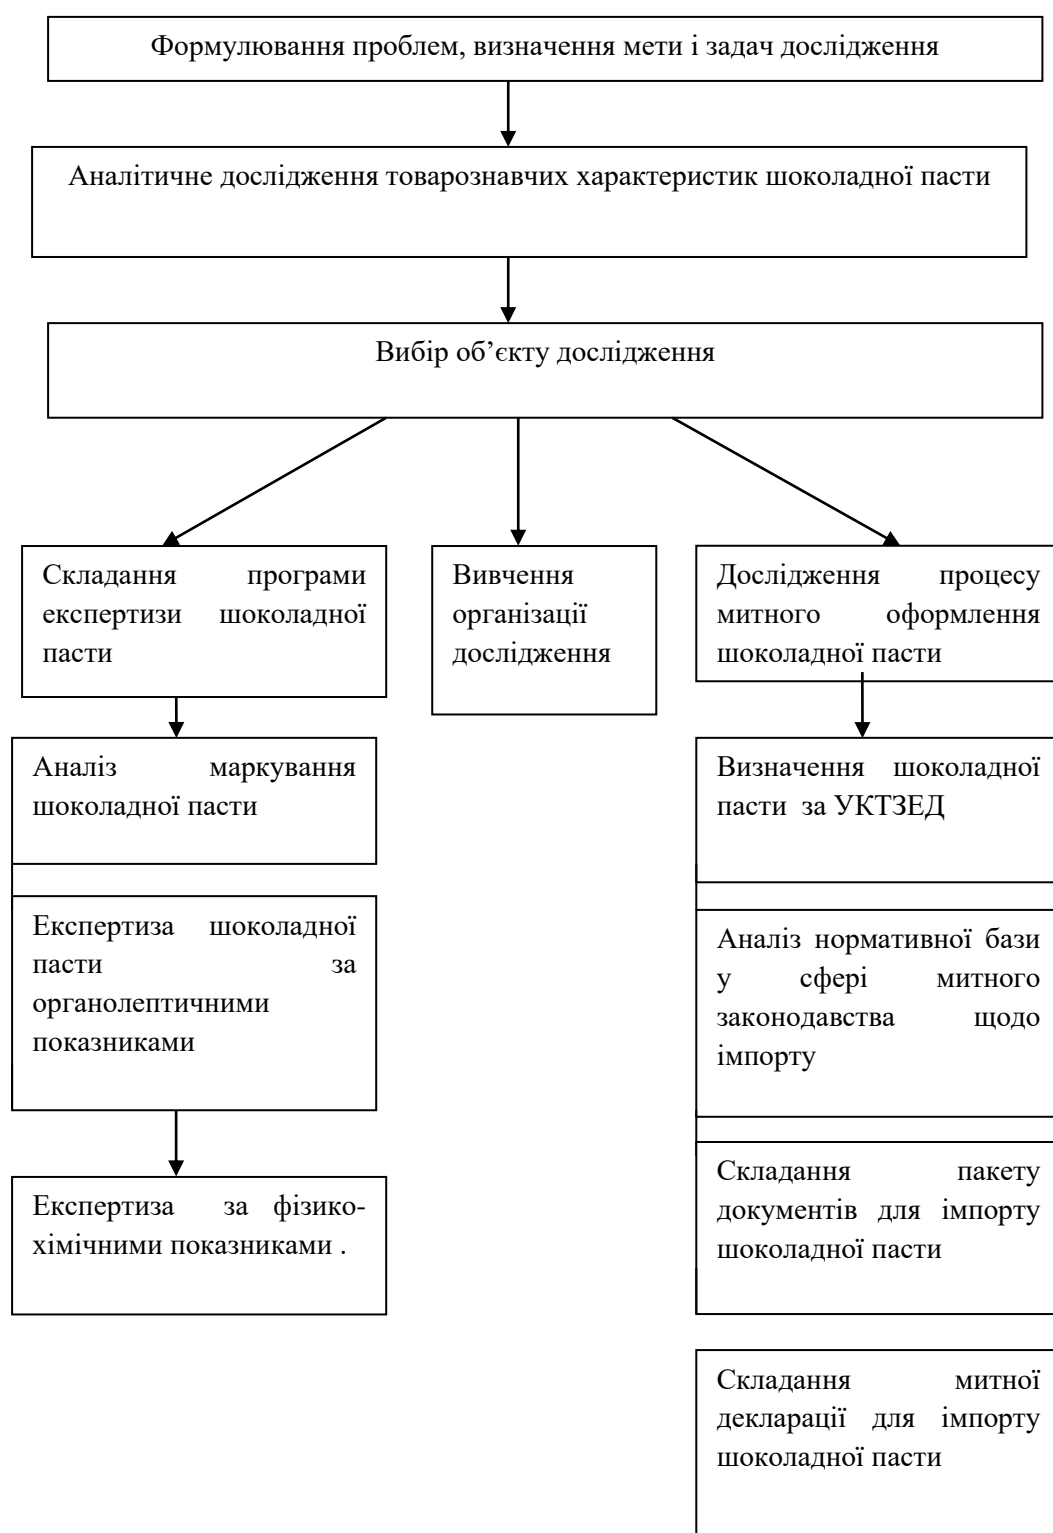 Формулювання проблем, визначення мети і задач дослідження
Аналітичне дослідження товарознавчих характеристик шоколадної пасти
Вибір об’єкту дослідження
Складання програми
експертизи шоколадної
пасти
Вивчення
організації
дослідження
Дослідження процесу
митного оформлення
шоколадної пасти
Аналіз маркування
шоколадної пасти
Визначення шоколадної
пасти за УКТЗЕД
Експертиза шоколадної
пасти за
органолептичними
показниками
Аналіз нормативної бази
у сфері митного
законодавства щодо
імпорту
Експертиза за фізико-
хімічними показниками .
Складання пакету
документів для імпорту
шоколадної пасти
Складання митної
декларації для імпорту
шоколадної пасти